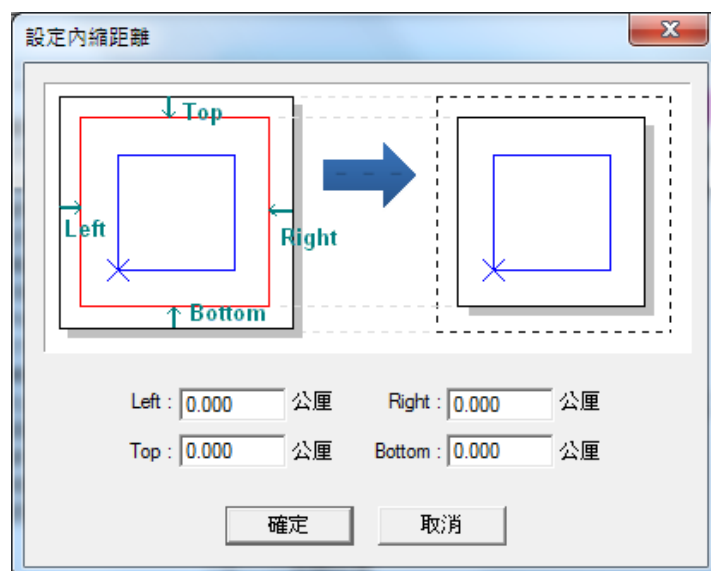 設定內縮距離
Top
Left
Right
Bottom
Left : 0.000 公厘 Right : 0.000 公厘
Top : 0.000 公厘 Bottom : 0.000 公厘
確定 取消